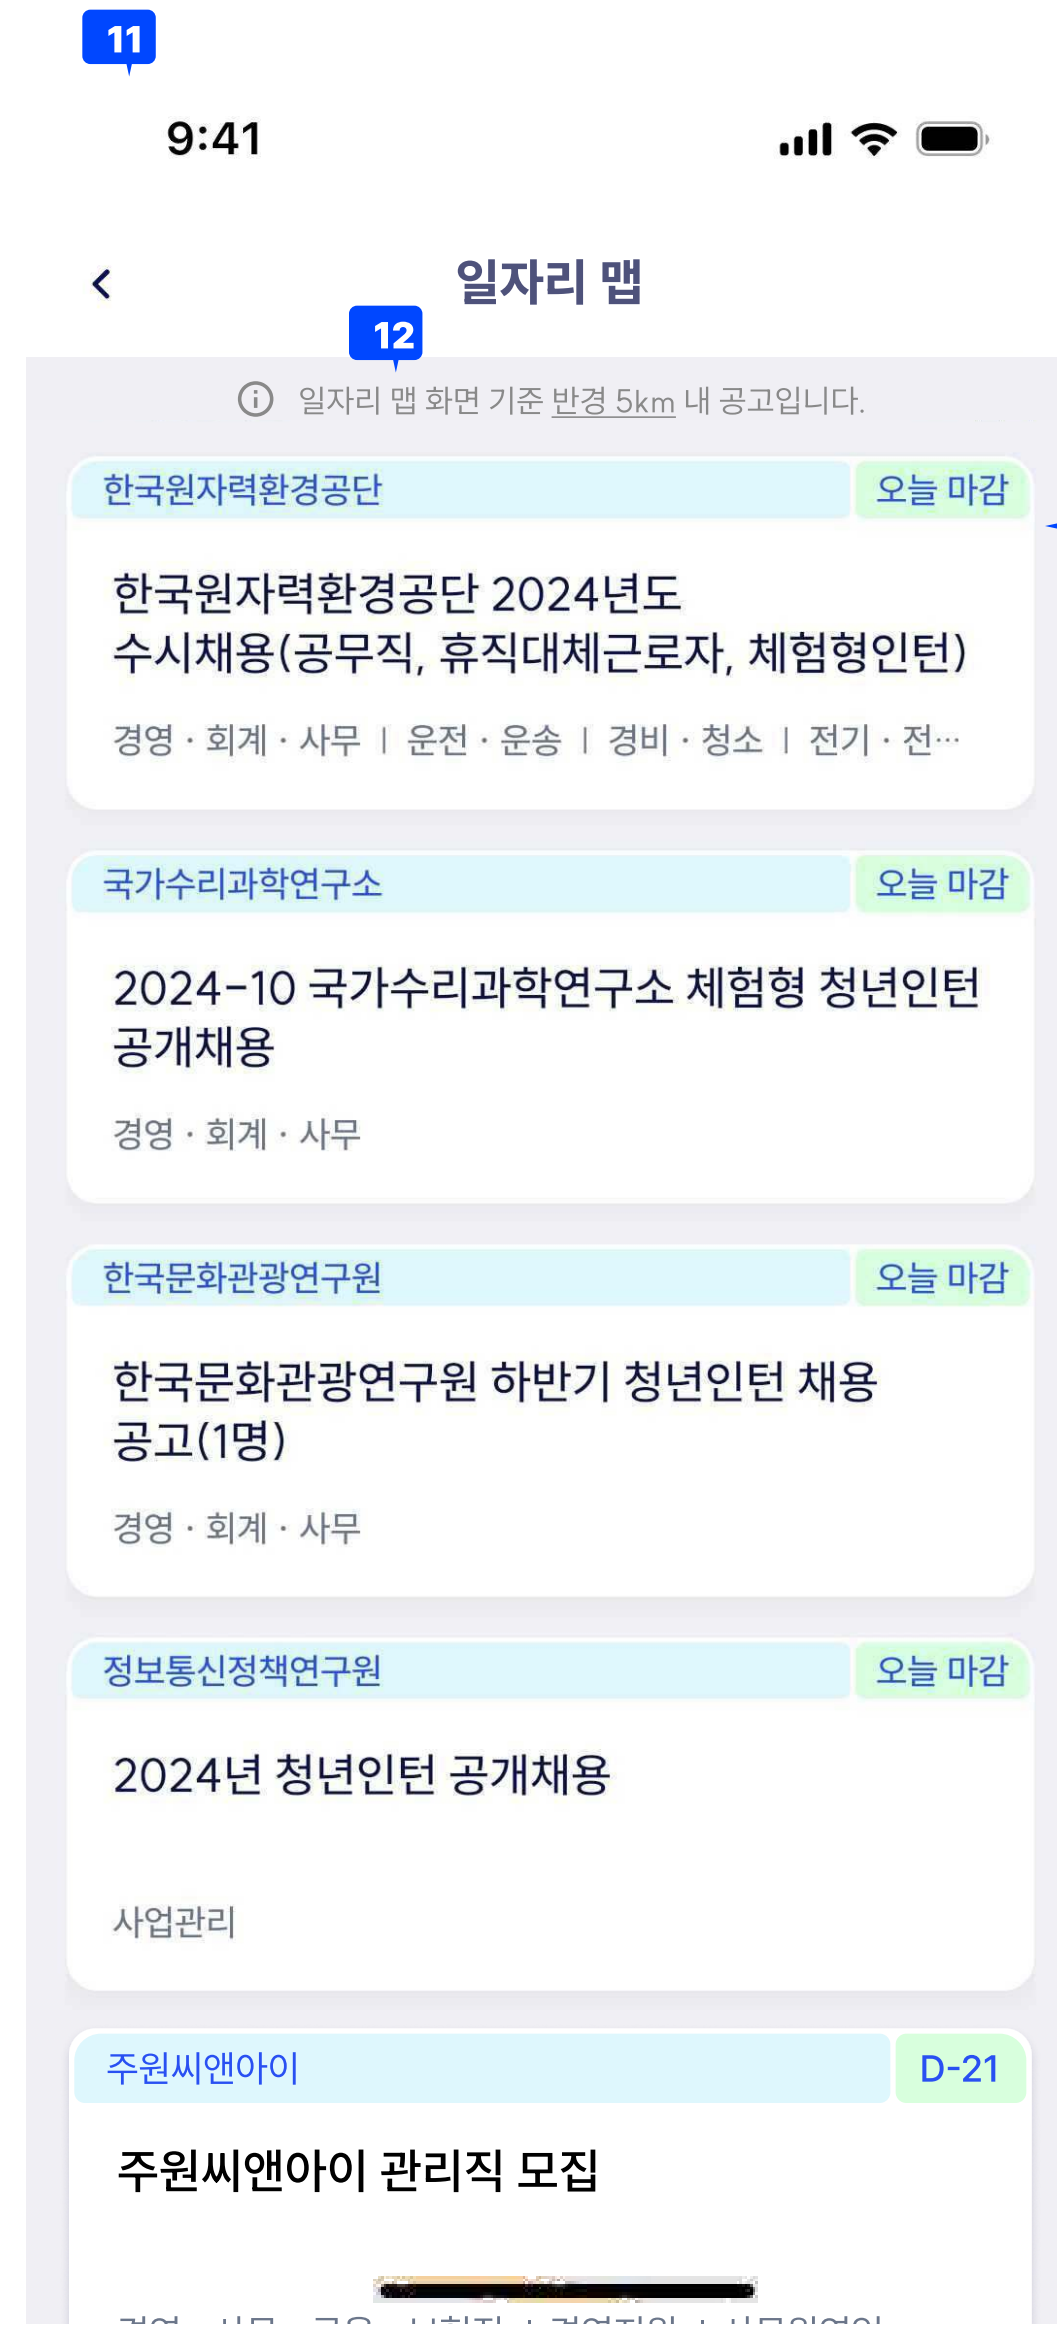 11
9:41
일자리 맵
12
일자리 맵 화면 기준 반경 5km 내 공고입니다.
한국원자력환경공단 오늘 마감
한국원자력환경공단 2024년도
수시채용(공무직, 휴직대체근로자, 체험형인턴)
경영 · 회계 · 사무 | 운전 · 운송 | 경비 · 청소 | 전기 · 전…
국가수리과학연구소 오늘 마감
2024-10 국가수리과학연구소 체험형 청년인턴
공개채용
경영 · 회계 · 사무
한국문화관광연구원 오늘 마감
한국문화관광연구원 하반기 청년인턴 채용
공고(1명)
경영 · 회계 · 사무
정보통신정책연구원 오늘 마감
2024년 청년인턴 공개채용
사업관리
주원씨앤아이 D-21
주원씨앤아이 관리직 모집